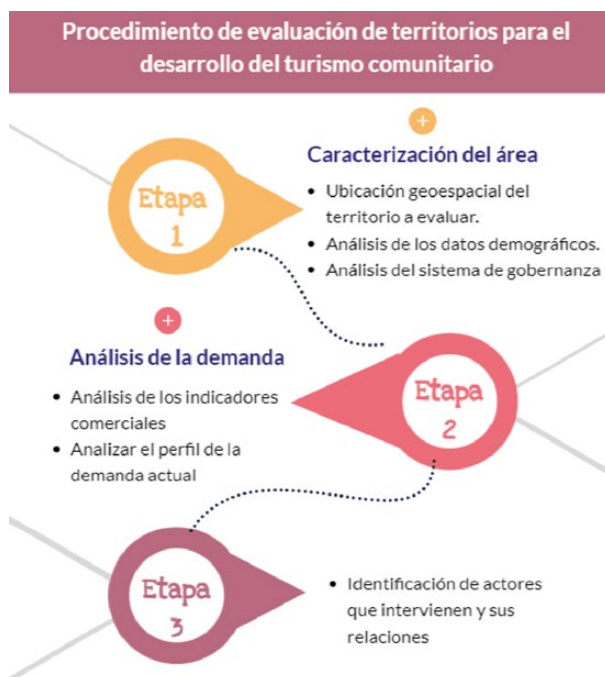 Procedimiento de evaluación de territorios para el
desarrollo del turismo comunitario
+
Caracterización del área
Etapa
1
• Ubicación geoespacial del
territorio a evaluar.
• Análisis de los datos demográficos.
• Análisis del sistema de gobernanza
+
Análisis de la demanda
• Análisis de los indicadores
comerciales
• Analizar el perfil de la
demanda actual
Etapa
2
Etapa
3
• Identificación de actores
que intervienen y sus
relaciones